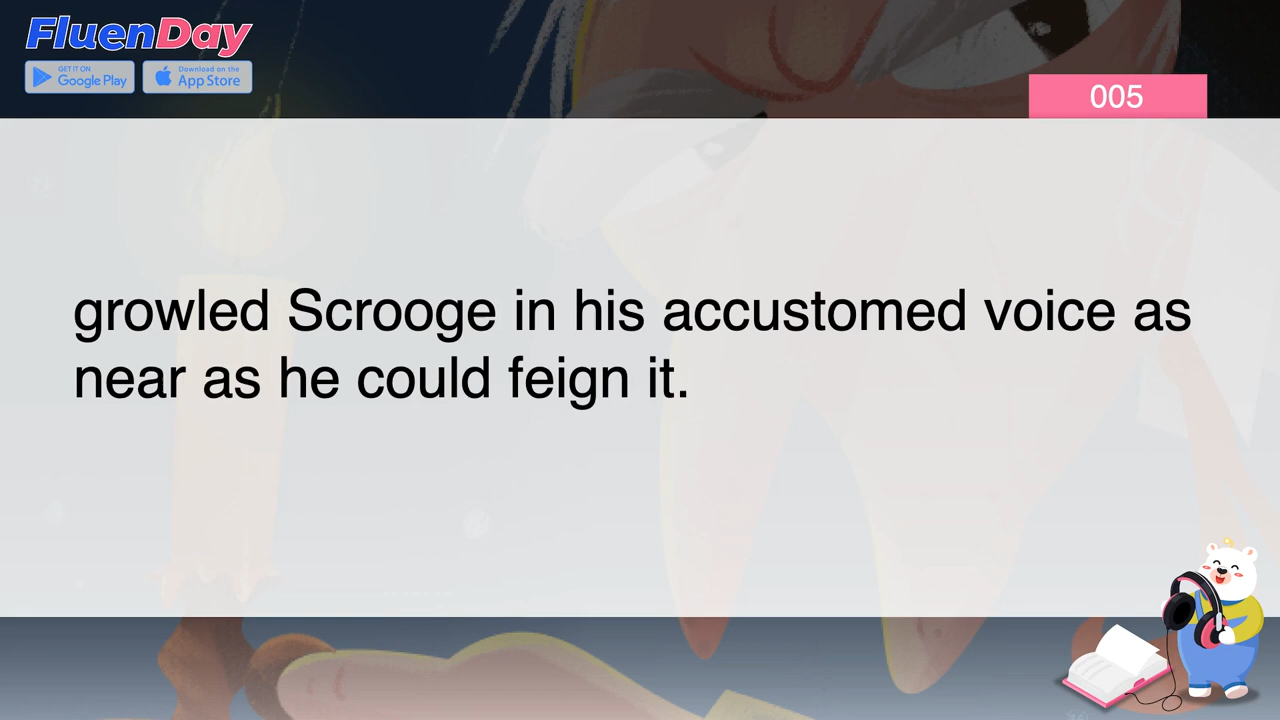 FluenDay
GET IT ON
Google Play
Download on the
App Store
005
growled Scrooge in his accustomed voice as
near as he could feign it.